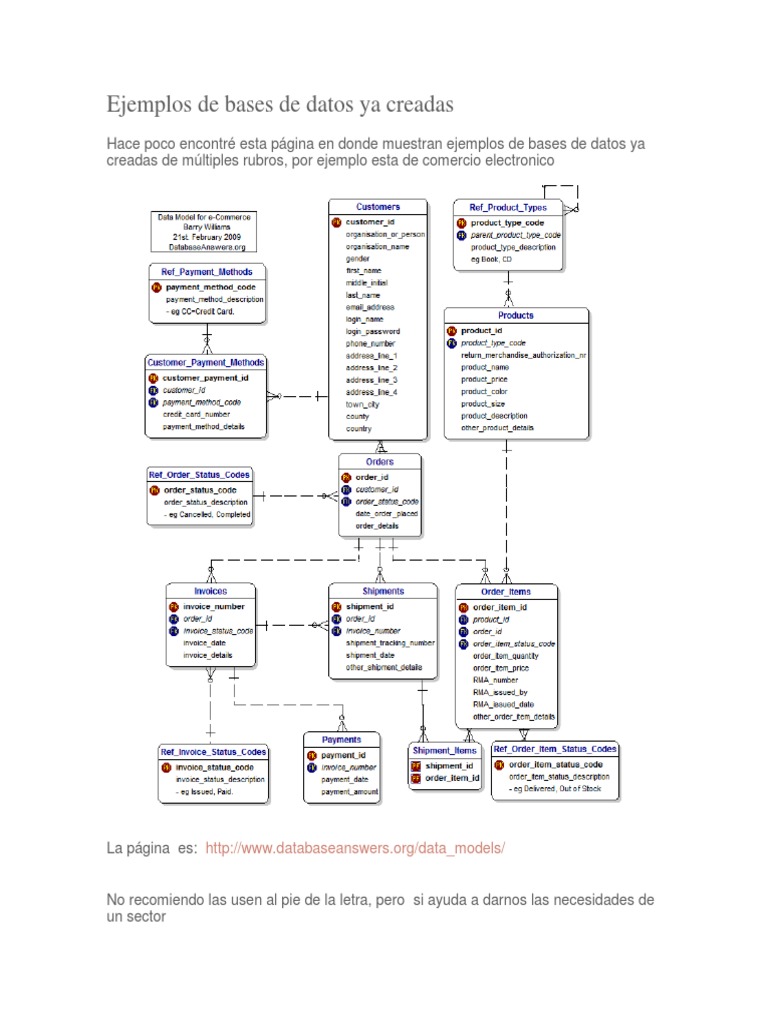 Ejemplos de bases de datos ya creadas
Hace poco encontré esta página en donde muestran ejemplos de bases de datos ya
creadas de múltiples rubros, por ejemplo esta de comercio electronico
Data Model for e-Commerce
Barry Williams
21st. February 2009
DatabaseAnswers.org
Ref_Payment_Methods
PK payment_method_code
payment_method_description
- eg CC=Credit Card.
Customer_Payment_Methods
PK customer_payment_id
FK customer_id
FK payment_method_code
credit_card_number
payment_method_details
Customers
PK customer_id
organisation_or_person
organisation_name
gender
first_name
middle_initial
last_name
email_address
login_name
login_password
phone_number
address_line_1
address_line_2
address_line_3
address_line_4
town_city
county
country
Ref_Product_Types
PK product_type_code
FK parent_product_type_code
product_type_description
eg Book, CD
Products
PK product_id
FK product_type_code
return_merchandise_authorization_nr
product_name
product_price
product_color
product_size
product_description
other_product_details
Ref_Order_Status_Codes
PK order_status_code
order_status_description
- eg Cancelled, Completed
Orders
PK order_id
FK customer_id
FK order_status_code
date_order_placed
order_details
Invoices
PK invoice_number
FK order_id
FK invoice_status_code
invoice_date
invoice_details
Shipments
PK shipment_id
FK order_id
FK invoice_number
shipment_tracking_number
shipment_date
other_shipment_details
Order_Items
PK order_item_id
FK product_id
FK order_id
FK order_item_status_code
order_item_quantity
order_item_price
RMA_number
RMA_issued_by
RMA_issued_date
other_order_item_details
Ref_Invoice_Status_Codes
PK invoice_status_code
invoice_status_description
- eg Issued, Paid.
Payments
PK payment_id
FK invoice_number
payment_date
payment_amount
Shipment_Items
PF shipment_id
PF order_item_id
Ref_Order_Item_Status_Codes
PK order_item_status_code
order_item_status_description
- eg Delivered, Out of Stock
La página es: http://www.databaseanswers.org/data_models/
No recomiendo las usen al pie de la letra, pero si ayuda a darnos las necesidades de
un sector